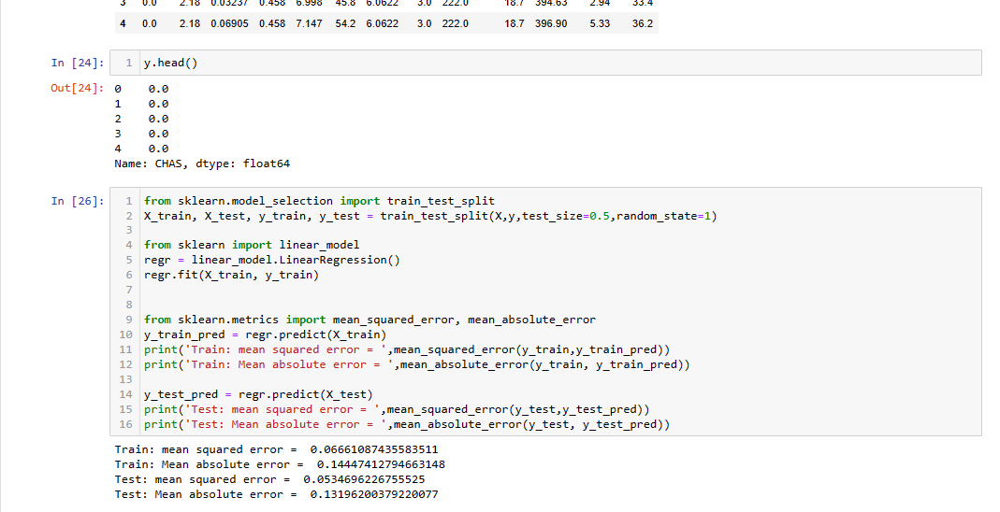 3 0.0 2.18 0.03237 0.458 6.998 45.8 6.0622 3.0 222.0 18.7 394.63 2.94 33.4
4 0.0 2.18 0.06905 0.458 7.147 54.2 6.0622 3.0 222.0 18.7 396.90 5.33 36.2
In [24]: 1 y.head()
Out[24]: 0 0.0
1 0.0
2 0.0
3 0.0
4 0.0
Name: CHAS, dtype: float64
In [26]: 1 from sklearn.model_selection import train_test_split
2 X_train, X_test, y_train, y_test = train_test_split(X,y,test_size=0.5,random_state=1)
3
4 from sklearn import linear_model
5 regr = linear_model.LinearRegression()
6 regr.fit(X_train, y_train)
7
8
9 from sklearn.metrics import mean_squared_error, mean_absolute_error
10 y_train_pred = regr.predict(X_train)
11 print('Train: mean squared error = ',mean_squared_error(y_train,y_train_pred))
12 print('Train: Mean absolute error = ',mean_absolute_error(y_train, y_train_pred))
13
14 y_test_pred = regr.predict(X_test)
15 print('Test: mean squared error = ',mean_squared_error(y_test,y_test_pred))
16 print('Test: Mean absolute error = ',mean_absolute_error(y_test, y_test_pred))
Train: mean squared error =  0.06661087435583511
Train: Mean absolute error =  0.14447412794663148
Test: mean squared error =  0.0534696226755525
Test: Mean absolute error =  0.13196200379220077